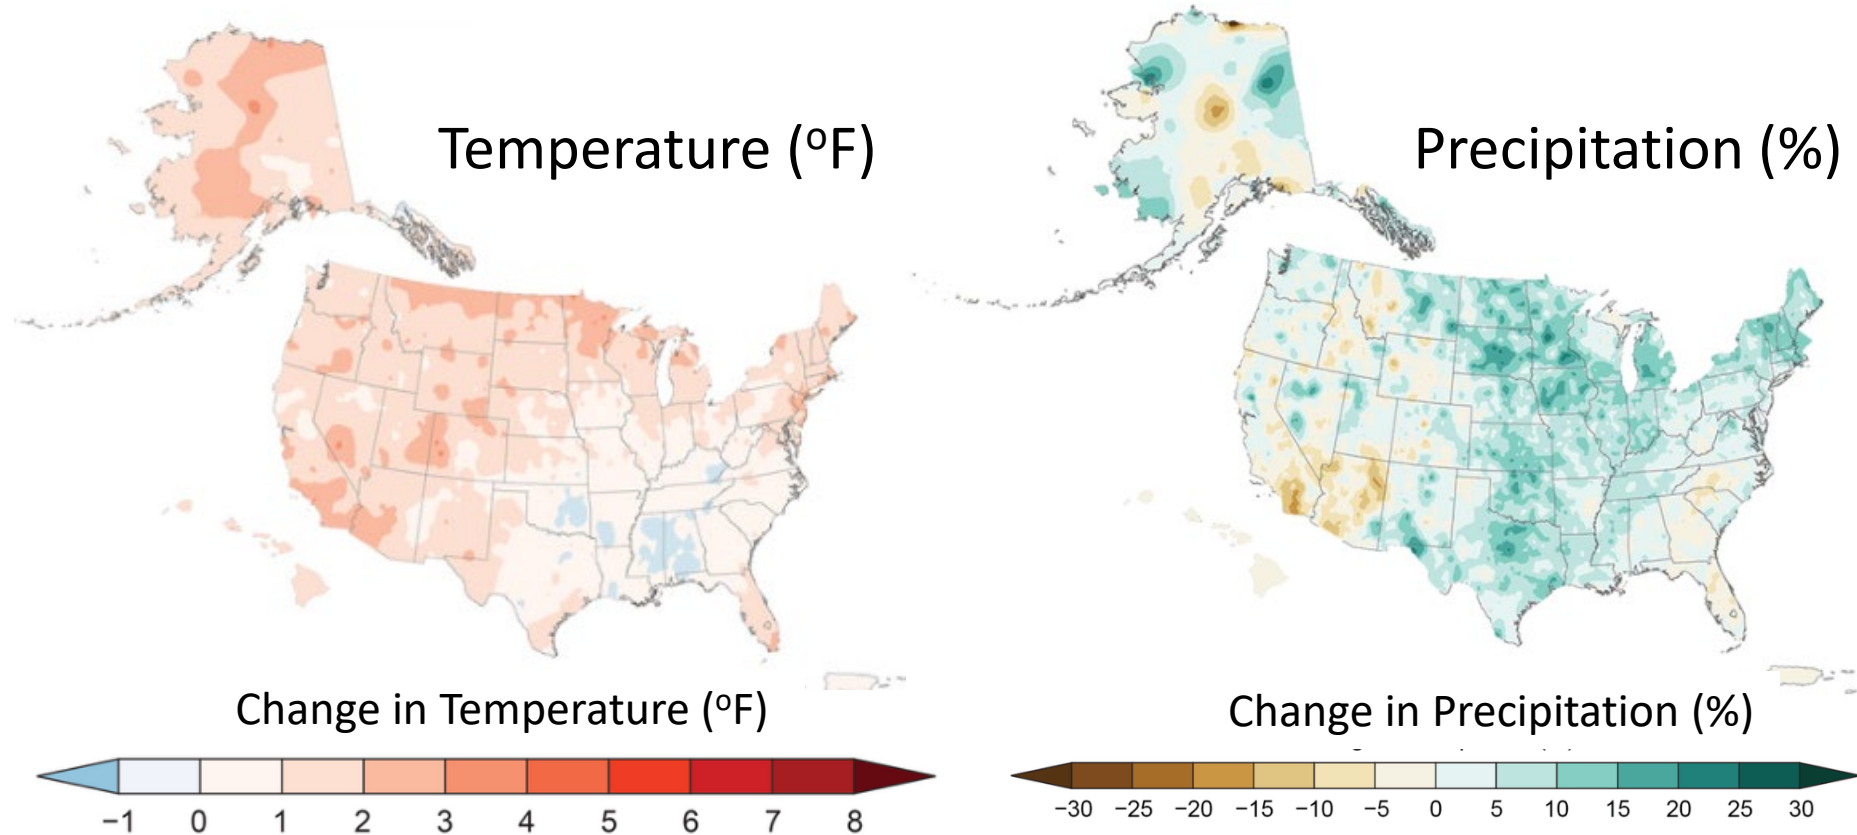 Temperature (°F)
Precipitation (%)
Change in Temperature (°F)
−1 0 1 2 3 4 5 6 7 8
Change in Precipitation (%)
−30 −25 −20 −15 −10 −5 0 5 10 15 20 25 30